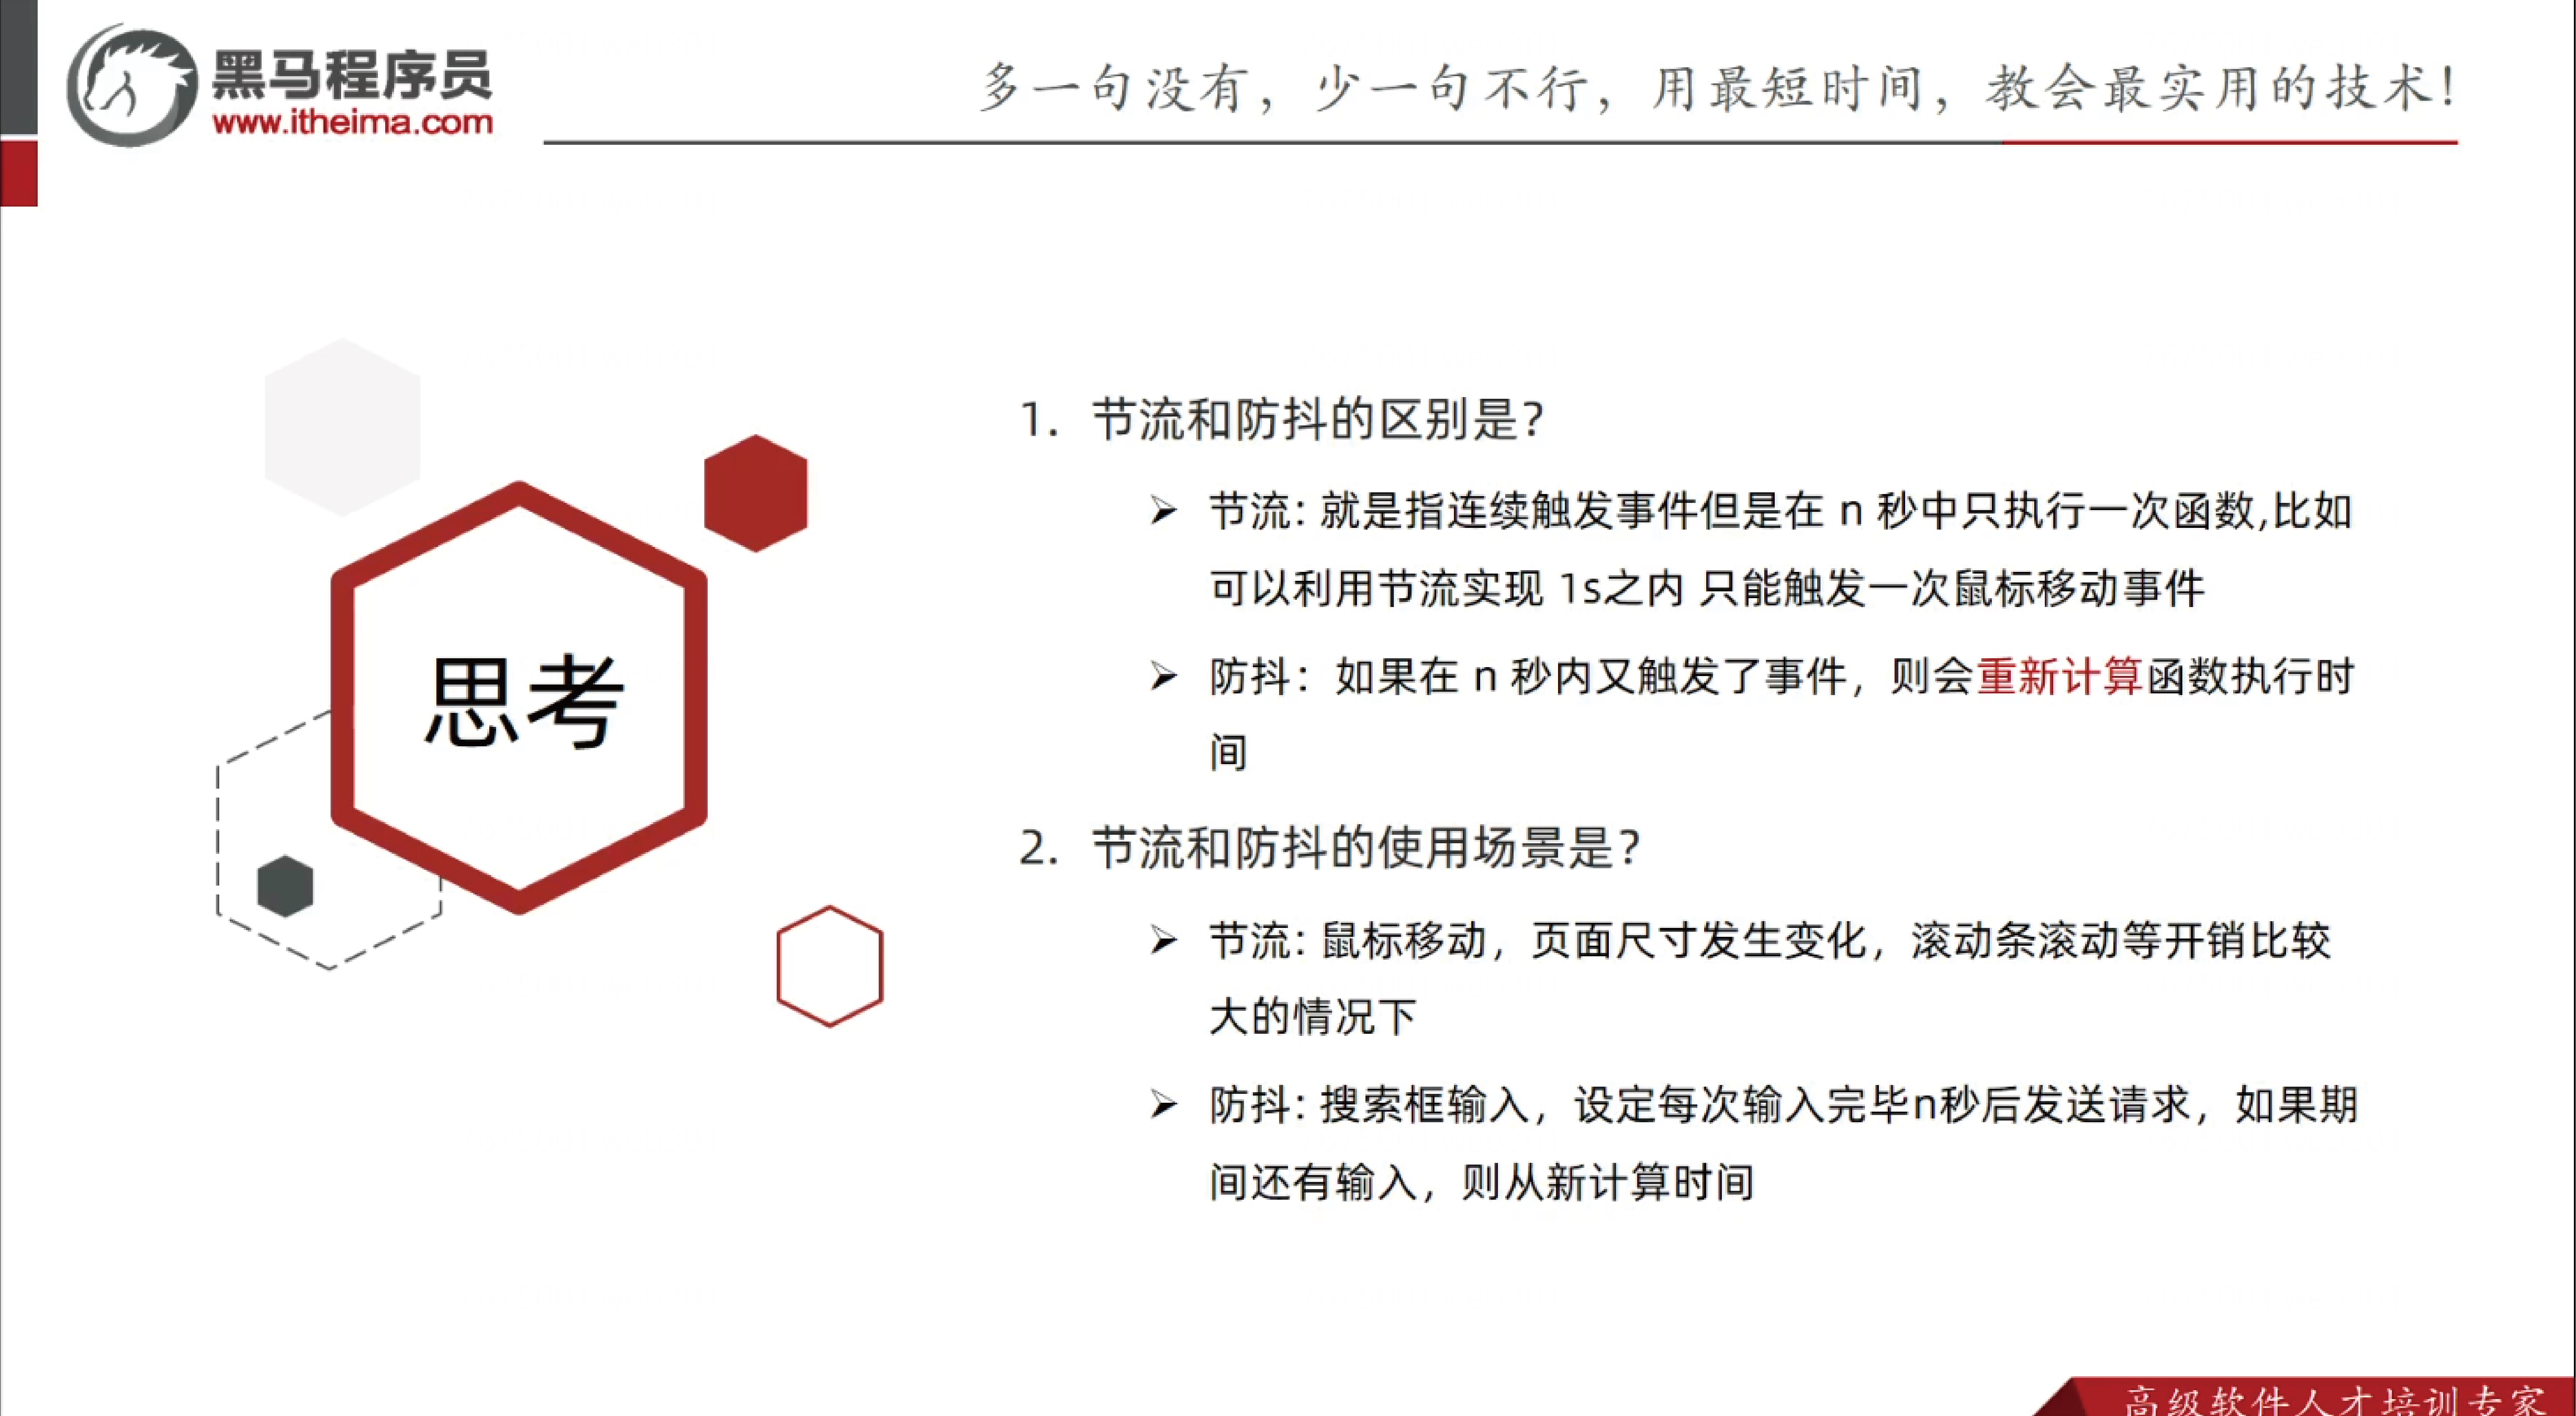 黑马程序员
www.itheima.com
多一句没有，少一句不行，用最短时间，教会最实用的技术！
思考
1. 节流和防抖的区别是？
➢ 节流：就是指连续触发事件但是在 n 秒中只执行一次函数,比如
可以利用节流实现 1s之内 只能触发一次鼠标移动事件
➢ 防抖：如果在 n 秒内又触发了事件，则会重新计算函数执行时
间
2. 节流和防抖的使用场景是？
➢ 节流：鼠标移动，页面尺寸发生变化，滚动条滚动等开销比较
大的情况下
➢ 防抖：搜索框输入，设定每次输入完毕n秒后发送请求，如果期
间还有输入，则从新计算时间
高级软件人才培训专家